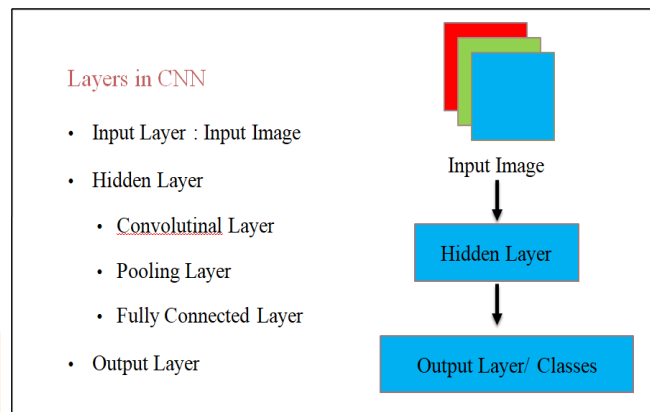 Layers in CNN
• Input Layer : Input Image
• Hidden Layer
• Convolutinal Layer
• Pooling Layer
• Fully Connected Layer
• Output Layer
Input Image
Hidden Layer
Output Layer/ Classes